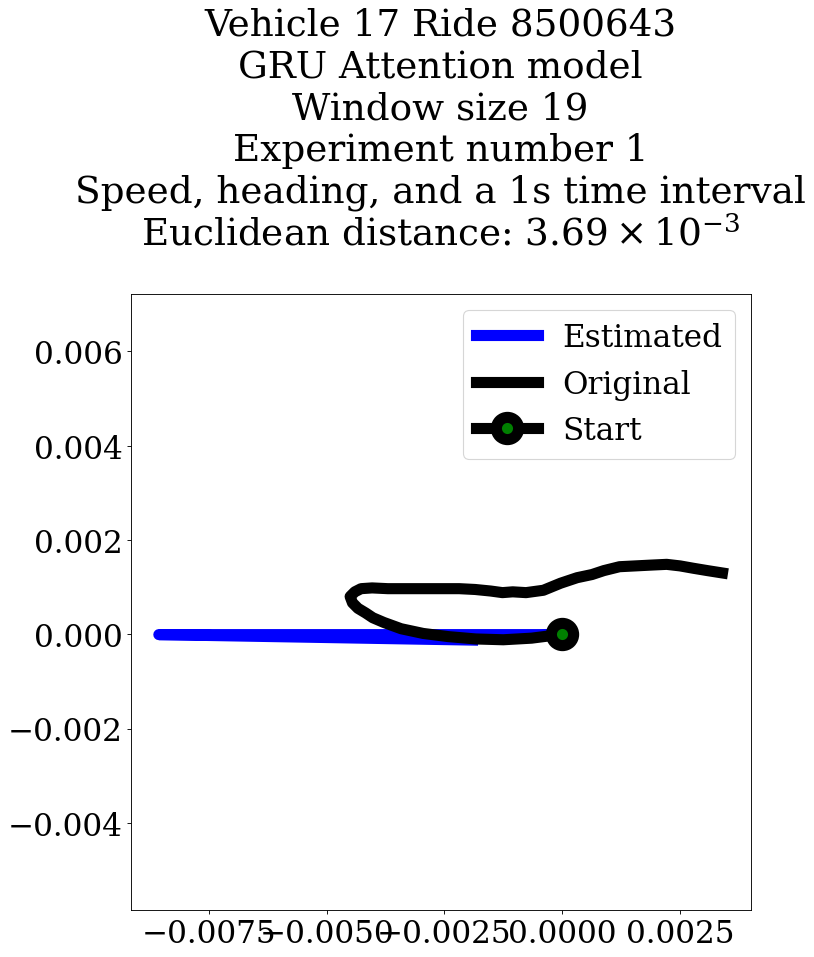 Vehicle 17 Ride 8500643
GRU Attention model
Window size 19
Experiment number 1
Speed, heading, and a 1s time interval
Euclidean distance: 3.69 × 10⁻³
Estimated
Original
Start
0.006
0.004
0.002
0.000
−0.002
−0.004
−0.0075 −0.0050 −0.0025 0.0000 0.0025